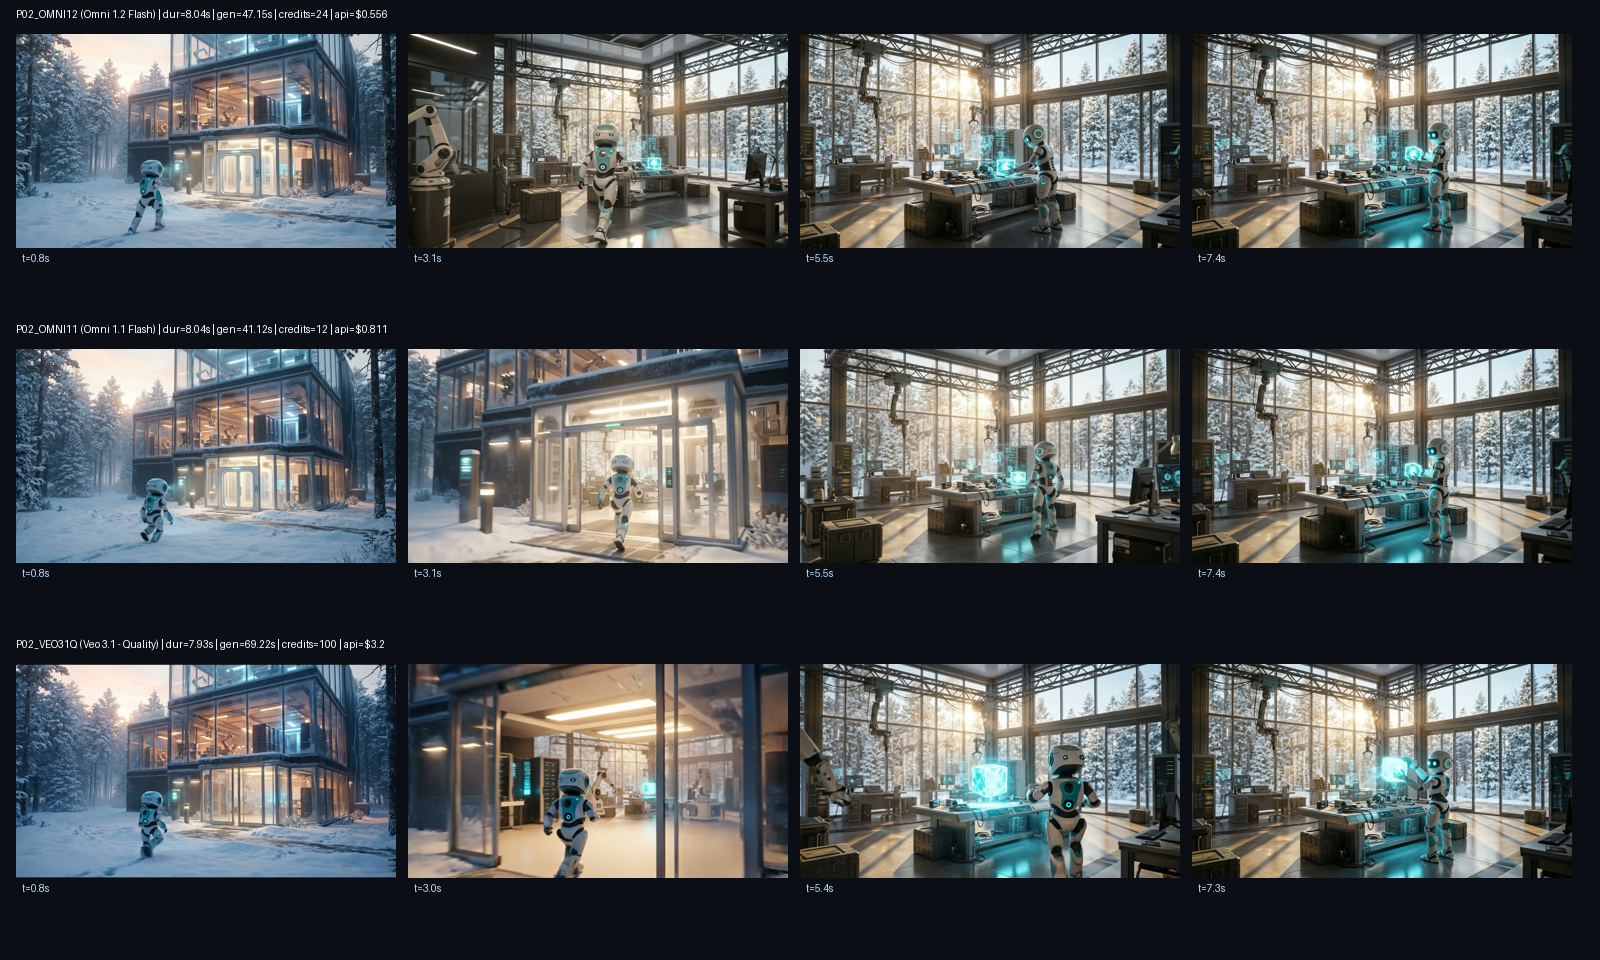 P02_OMNI12 (Omni 1.2 Flash) | dur=8.04s | gen=47.15s | credits=24 | api=$0.556
t=0.8s
t=3.1s
t=5.5s
t=7.4s
P02_OMNI11 (Omni 1.1 Flash) | dur=8.04s | gen=41.12s | credits=12 | api=$0.811
t=0.8s
t=3.1s
t=5.5s
t=7.4s
P02_VEO31Q (Veo 3.1 - Quality) | dur=7.93s | gen=69.22s | credits=100 | api=$3.2
t=0.8s
t=3.0s
t=5.4s
t=7.3s